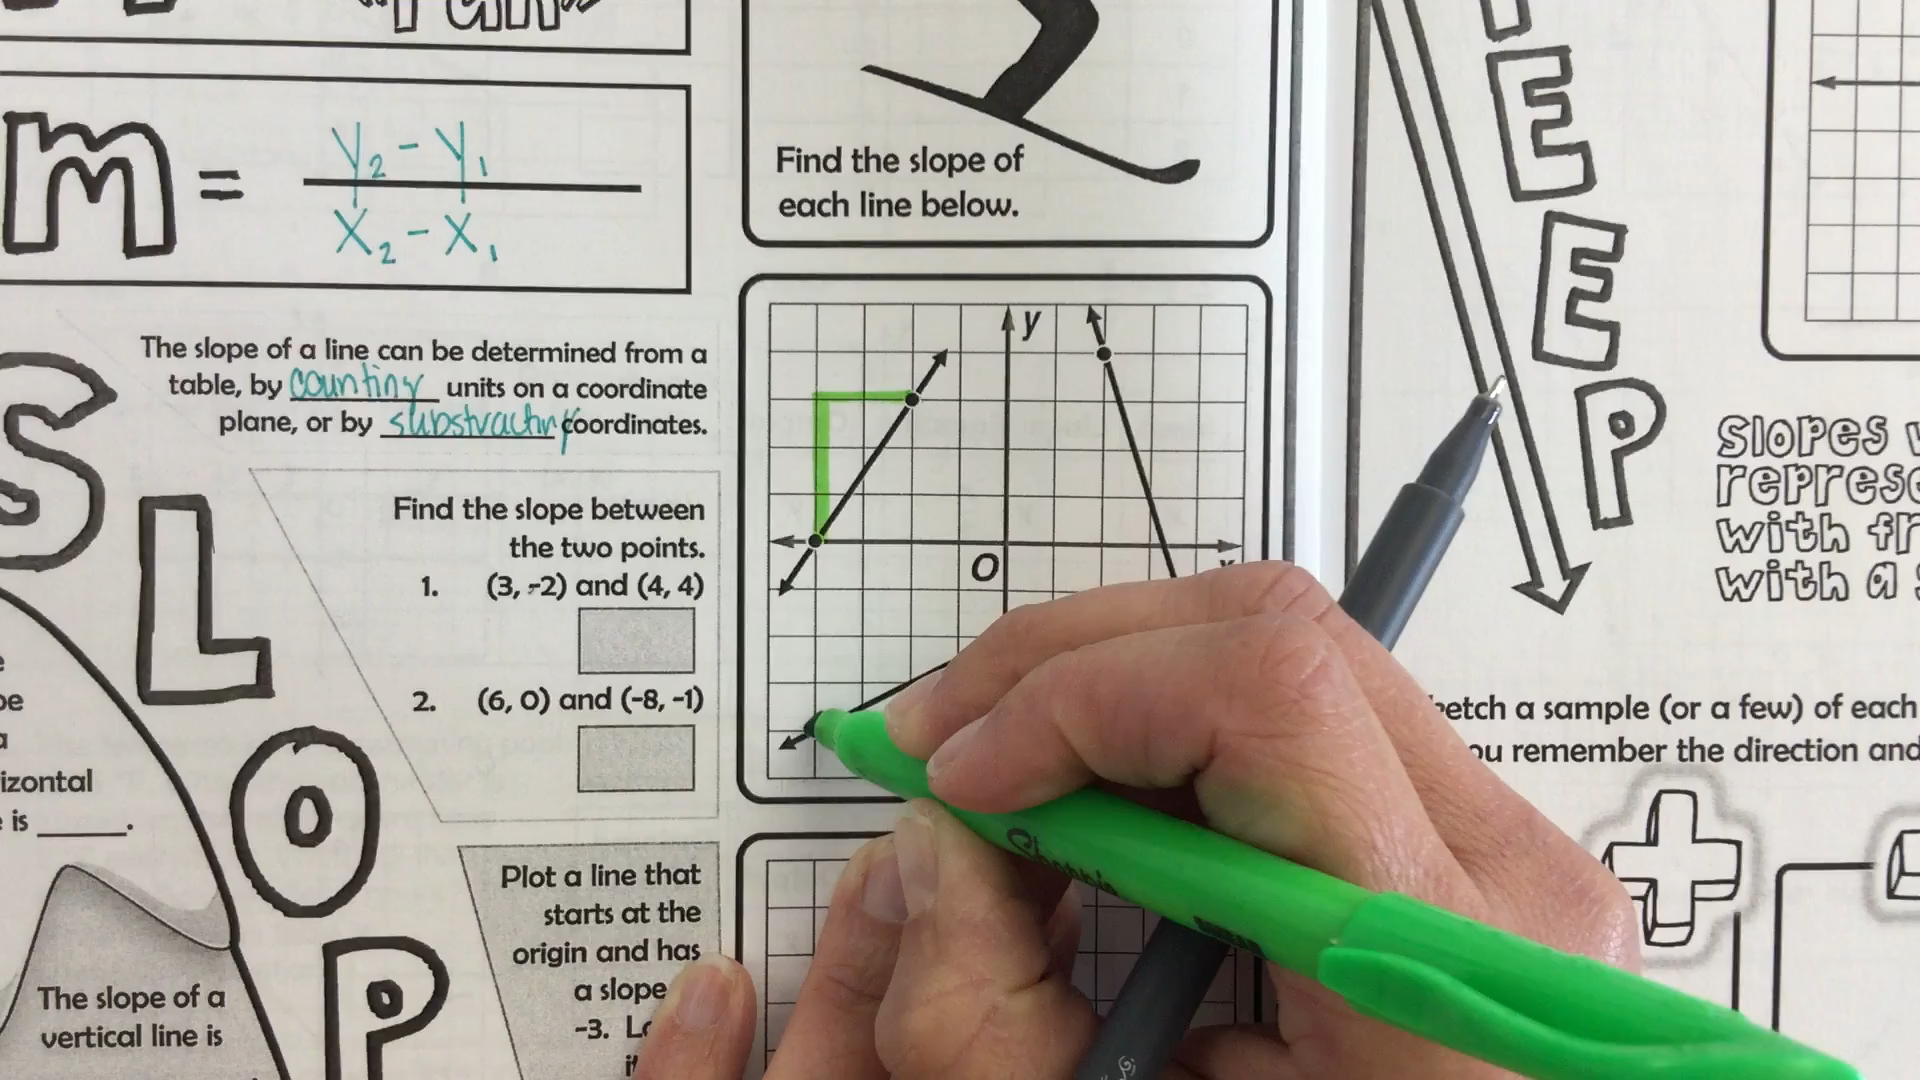 "run"
m = y₂ - y₁
x₂ - x₁
Find the slope of
each line below.
The slope of a line can be determined from a
table, by counting units on a coordinate
plane, or by substracting coordinates.
Find the slope between
the two points.
1. (3, -2) and (4, 4)
2. (6, 0) and (-8, -1)
y
O
SLOP
izontal
is ______.
The slope of a
vertical line is
Plot a line that
starts at the
origin and has
a slope
-3.
EEP
Slopes
with
with a
etch a sample (or a few) of each
ou remember the direction and
Sharpie